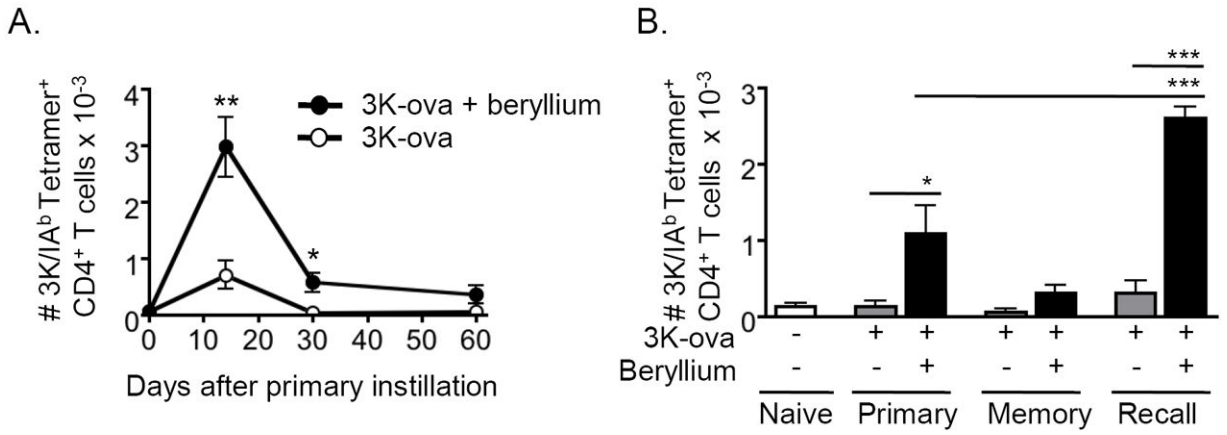 A.
# 3K/IAᵇ Tetramer⁺
CD4⁺ T cells x 10⁻³
4
3
2
1
0
**
*
3K-ova + beryllium
3K-ova
0 10 20 30 40 50 60
Days after primary instillation
B.
# 3K/IAᵇ Tetramer⁺
CD4⁺ T cells x 10⁻³
3
2
1
0
***
***
*
3K-ova - + + + + + +
Beryllium - - + - + - +
Naive Primary Memory Recall